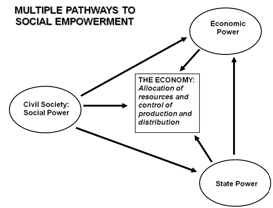 MULTIPLE PATHWAYS TO
SOCIAL EMPOWERMENT
Economic
Power
THE ECONOMY:
Allocation of
resources and
control of
production and
distribution
Civil Society:
Social Power
State Power